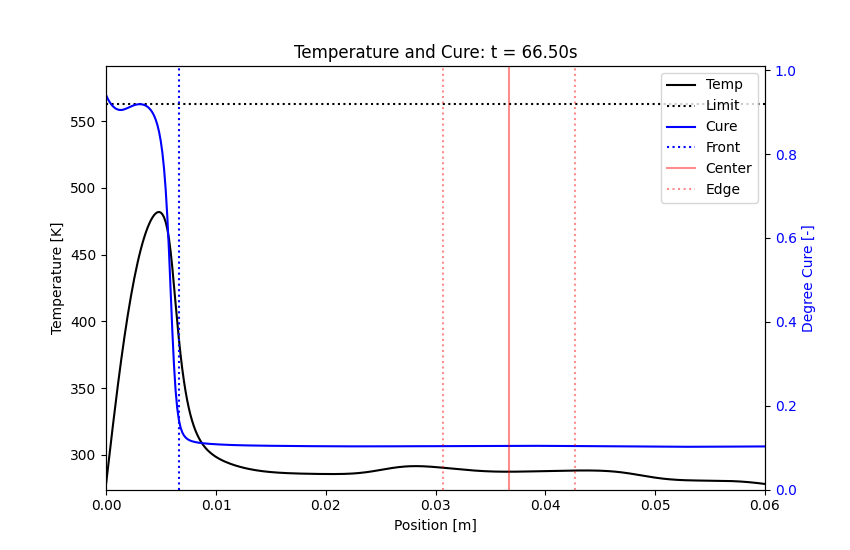 Temperature and Cure: t = 66.50s
Temperature [K]
550
500
450
400
350
300
Temp
Limit
Cure
Front
Center
Edge
1.0
0.8
0.6
0.4
0.2
0.0
Degree Cure [-]
0.00
0.01
0.02
0.03
0.04
0.05
0.06
Position [m]